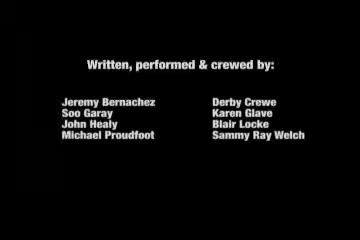 Written, performed & crewed by:
Jeremy Bernachez
Soo Garay
John Healy
Michael Proudfoot
Derby Crewe
Karen Glave
Blair Locke
Sammy Ray Welch